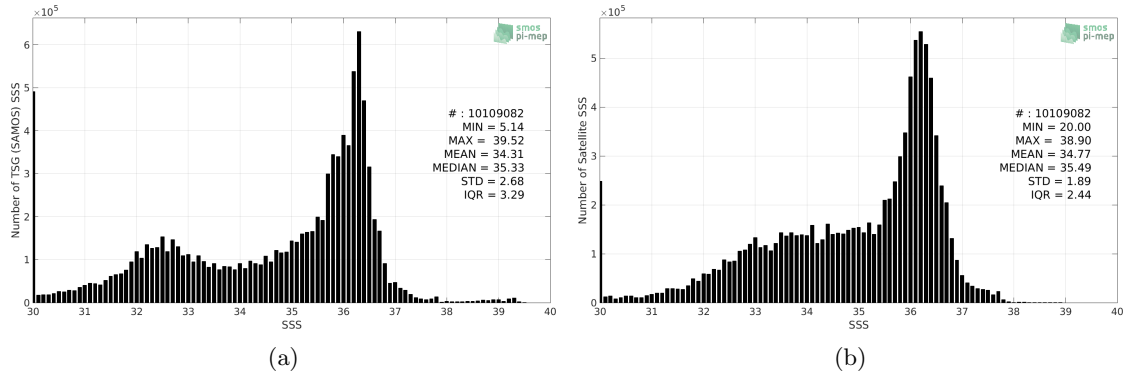 ×10⁵
smos
pi-mep
6
5
4
3
2
1
0
Number of TSG (SAMOS) SSS
# : 10109082
MIN = 5.14
MAX = 39.52
MEAN = 34.31
MEDIAN = 35.33
STD = 2.68
IQR = 3.29
30 31 32 33 34 35 36 37 38 39 40
SSS
(a)
×10⁵
smos
pi-mep
5
4
3
2
1
0
Number of Satellite SSS
# : 10109082
MIN = 20.00
MAX = 38.90
MEAN = 34.77
MEDIAN = 35.49
STD = 1.89
IQR = 2.44
30 31 32 33 34 35 36 37 38 39 40
SSS
(b)